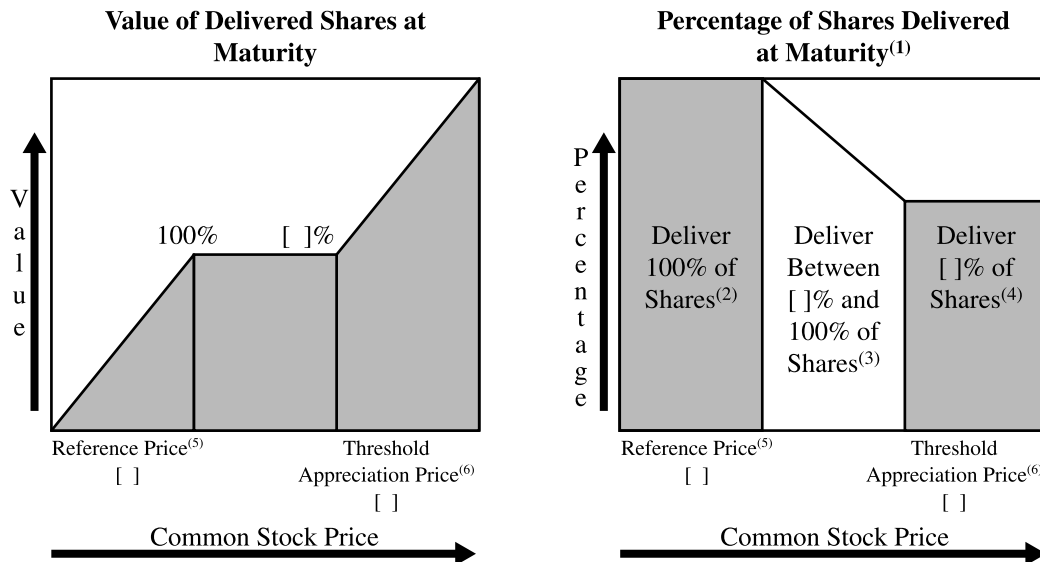 Value of Delivered Shares at
Maturity
Value
100%
[ ]%
Reference Price(5)
[ ]
Threshold
Appreciation Price(6)
[ ]
Common Stock Price
Percentage of Shares Delivered
at Maturity(1)
Percentage
Deliver
100% of
Shares(2)
Deliver
Between
[ ]% and
100% of
Shares(3)
Deliver
[ ]% of
Shares(4)
Reference Price(5)
[ ]
Threshold
Appreciation Price(6)
[ ]
Common Stock Price